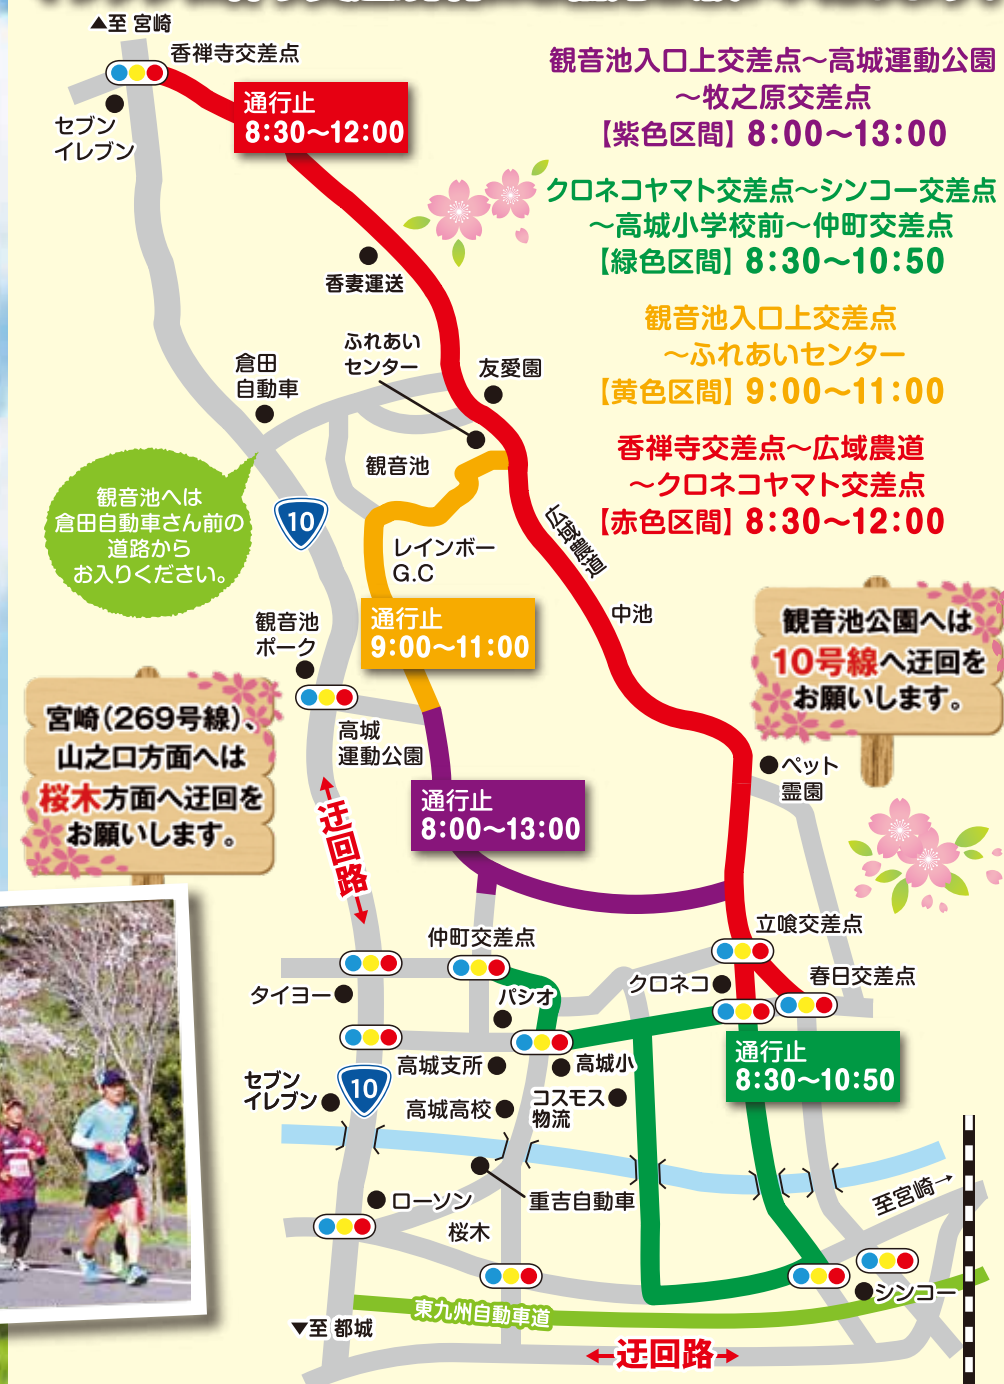 ▲至 宮崎
香禅寺交差点
セブン
イレブン
通行止
8:30～12:00
観音池入口上交差点～高城運動公園
～牧之原交差点
【紫色区間】8:00～13:00
クロネコヤマト交差点～シンコー交差点
～高城小学校前～仲町交差点
【緑色区間】8:30～10:50
観音池入口上交差点
～ふれあいセンター
【黄色区間】9:00～11:00
香禅寺交差点～広域農道
～クロネコヤマト交差点
【赤色区間】8:30～12:00
香妻運送
ふれあい
センター
倉田
自動車
友愛園
観音池
観音池へは
倉田自動車さん前の
道路から
お入りください。
10
レインボー
G.C
広域農道
中池
通行止
9:00～11:00
観音池
ポーク
観音池公園へは
10号線へ迂回を
お願いします。
宮崎(269号線)、
山之口方面へは
桜木方面へ迂回を
お願いします。
高城
運動公園
ペット
霊園
通行止
8:00～13:00
迂回路
仲町交差点
立喰交差点
タイヨー
パシオ
クロネコ
春日交差点
高城支所
高城小
通行止
8:30～10:50
セブン
イレブン
10
高城高校
コスモス
物流
ローソン
重吉自動車
至宮崎→
桜木
シンコー
東九州自動車道
▼至 都城
←迂回路→